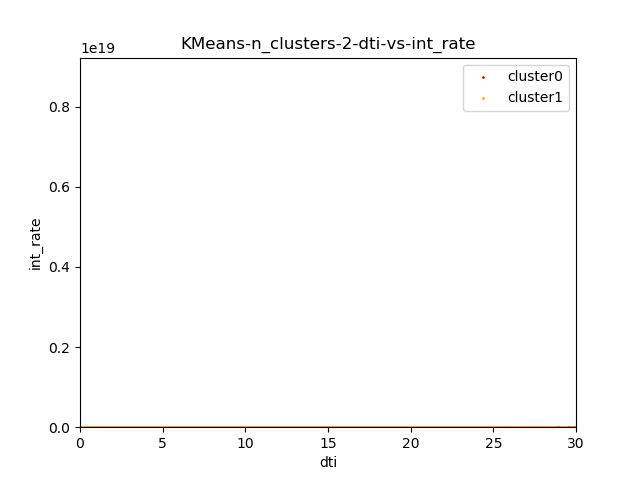 KMeans-n_clusters-2-dti-vs-int_rate
1e19
cluster0
cluster1
0.8
0.6
0.4
0.2
0.0
int_rate
0 5 10 15 20 25 30
dti